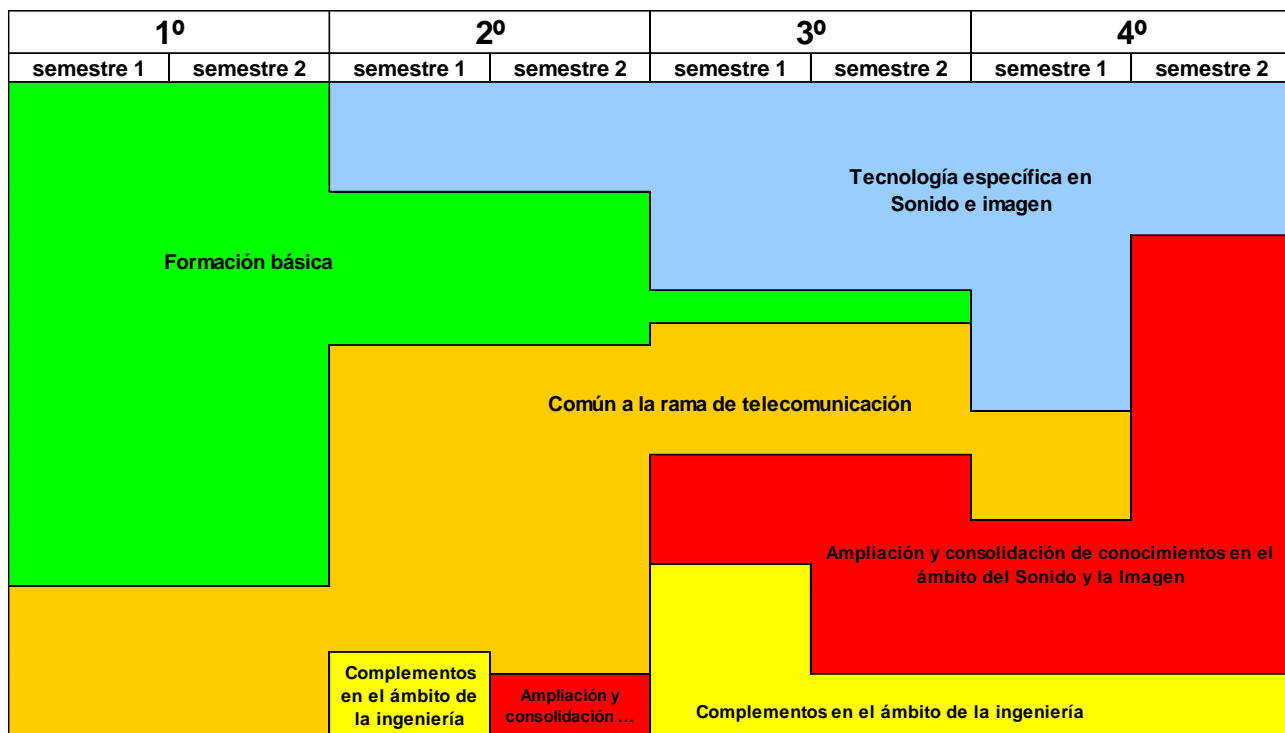 1º 2º 3º 4º
semestre 1 semestre 2 semestre 1 semestre 2 semestre 1 semestre 2 semestre 1 semestre 2
Tecnología específica en
Sonido e imagen
Formación básica
Común a la rama de telecomunicación
Ampliación y consolidación de conocimientos en el
ámbito del Sonido y la Imagen
Complementos
en el ámbito de
la ingeniería
Ampliación y
consolidación ...
Complementos en el ámbito de la ingeniería